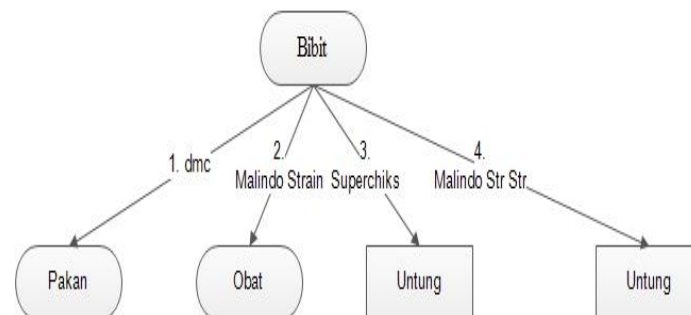 Bibit
1. dmc
2.
Malindo Strain
3.
Superchiks
4.
Malindo Str Str
Pakan
Obat
Untung
Untung